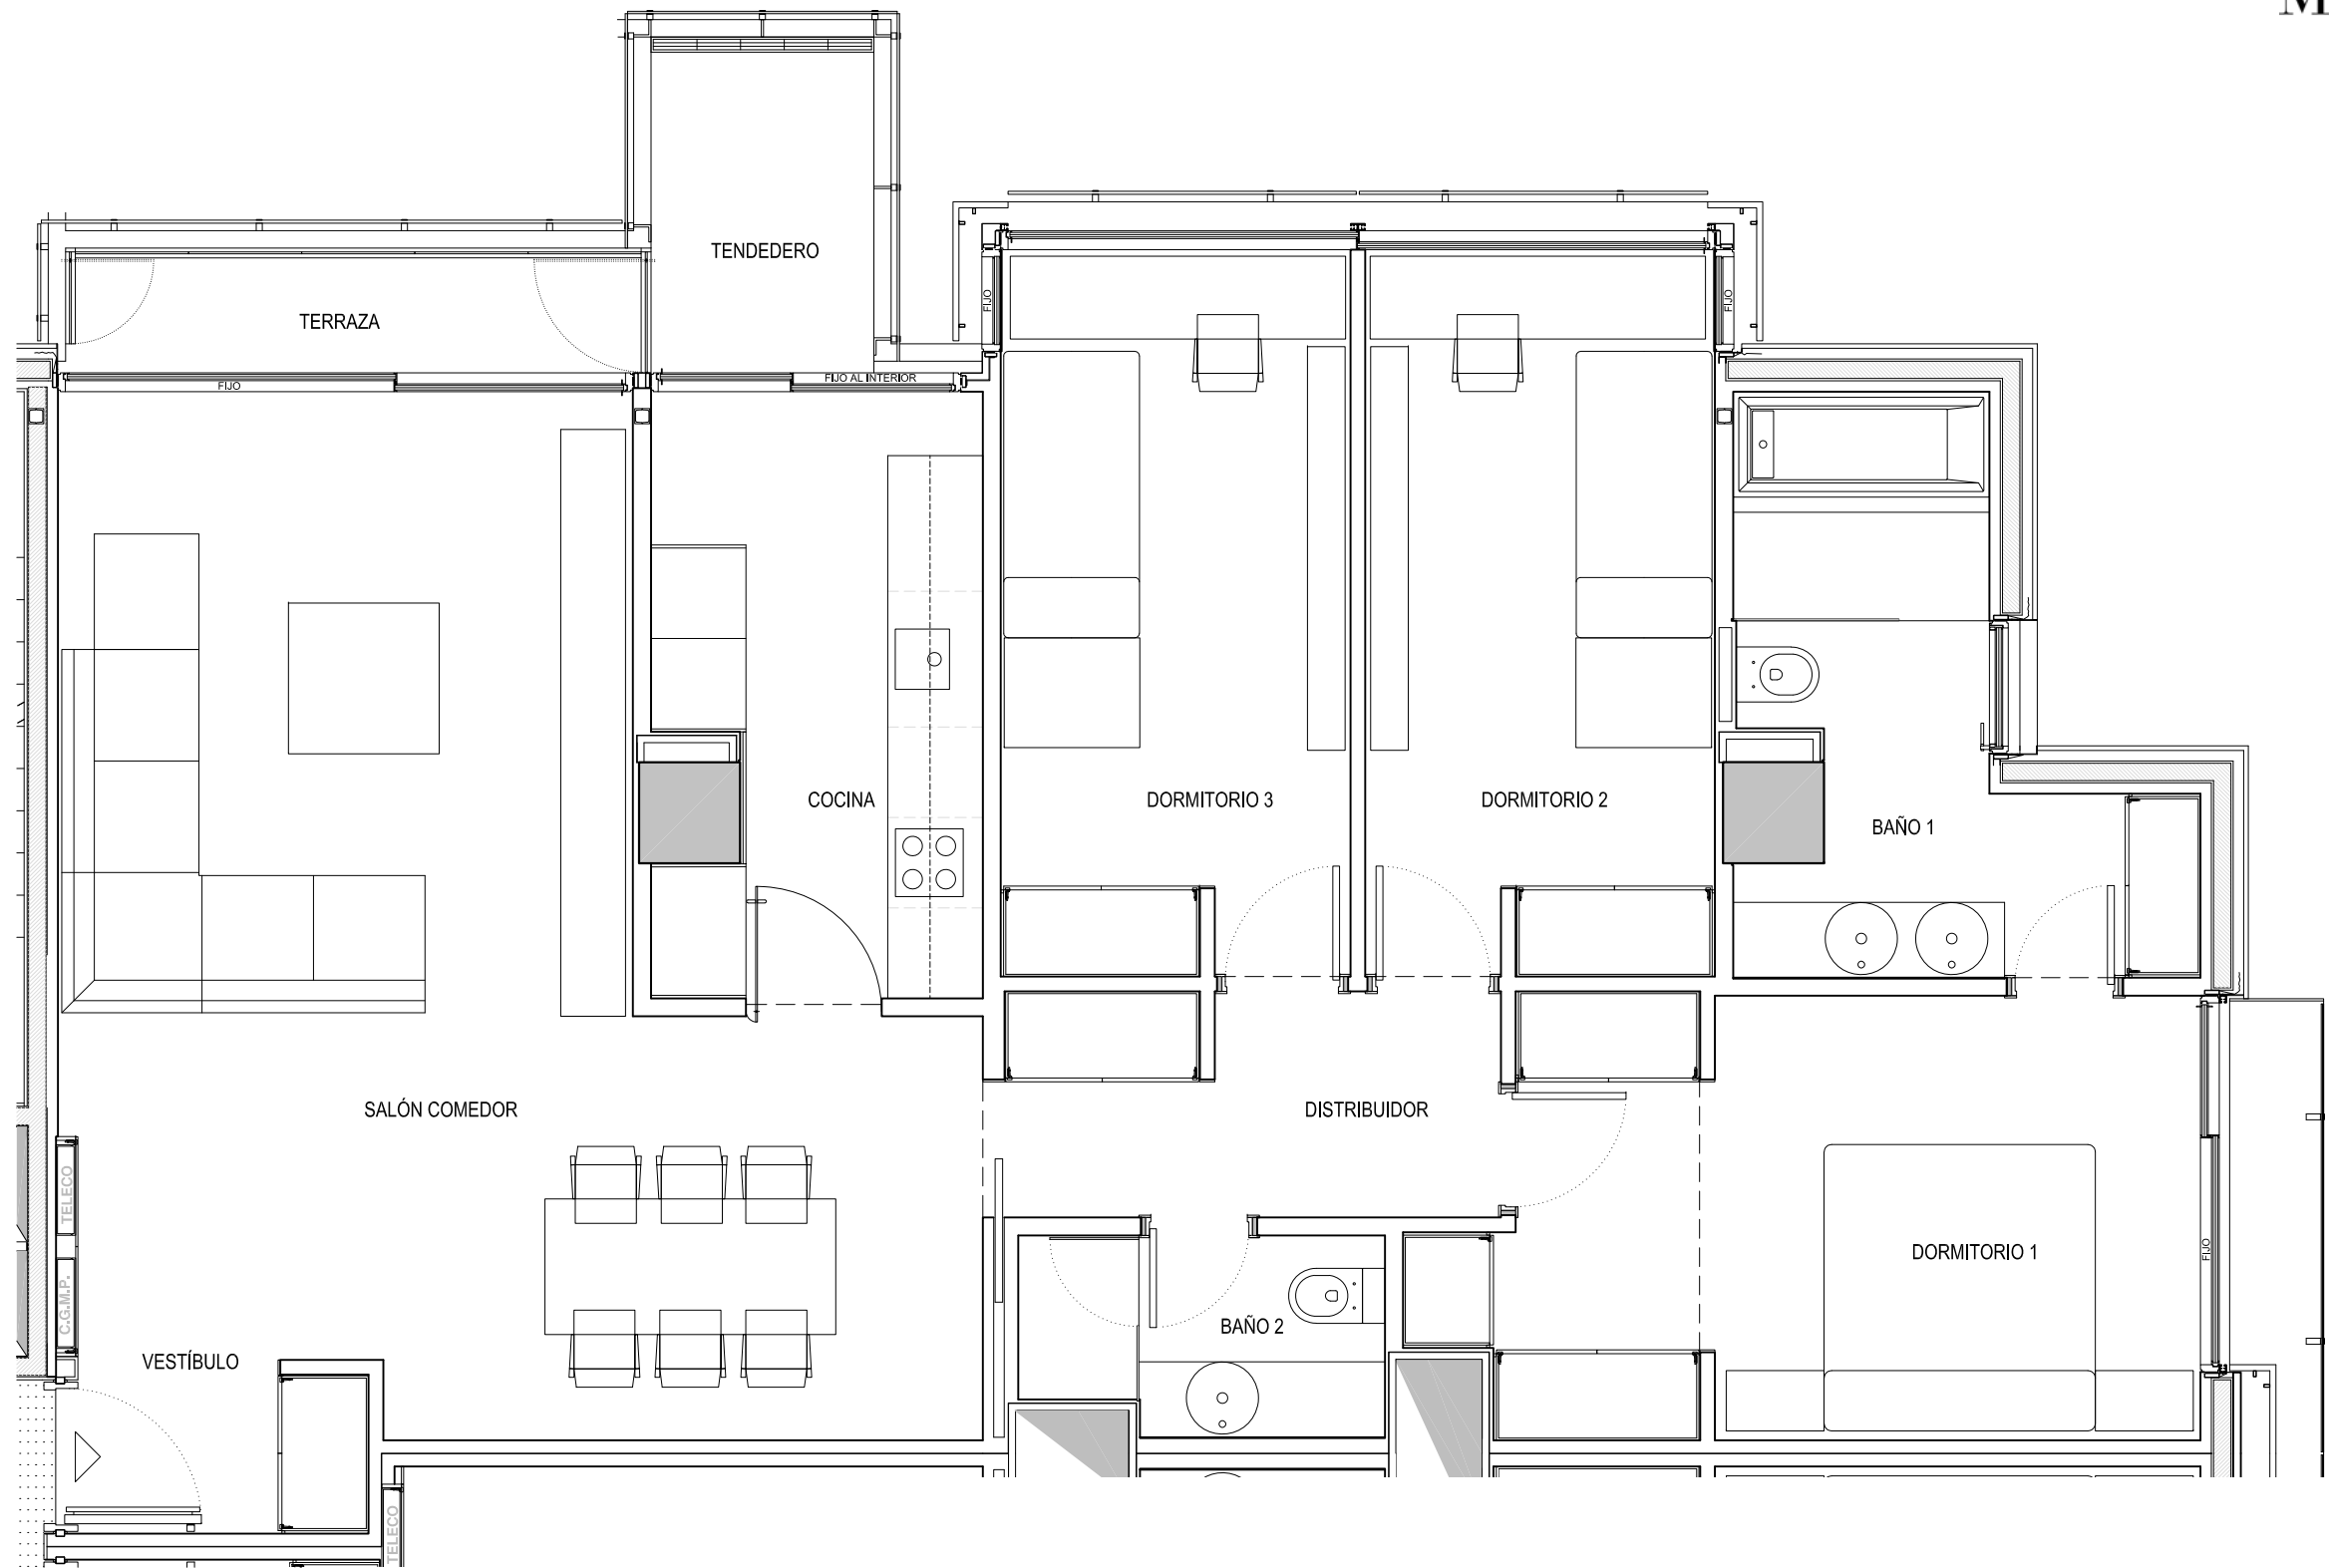 M
TENDEDERO
TERRAZA
FIJO
FIJO
FIJO
FIJO AL INTERIOR
COCINA
DORMITORIO 3
DORMITORIO 2
BAÑO 1
SALÓN COMEDOR
DISTRIBUIDOR
TELECO
DORMITORIO 1
FIJO
C.G.M.P.
BAÑO 2
VESTÍBULO
TELECO